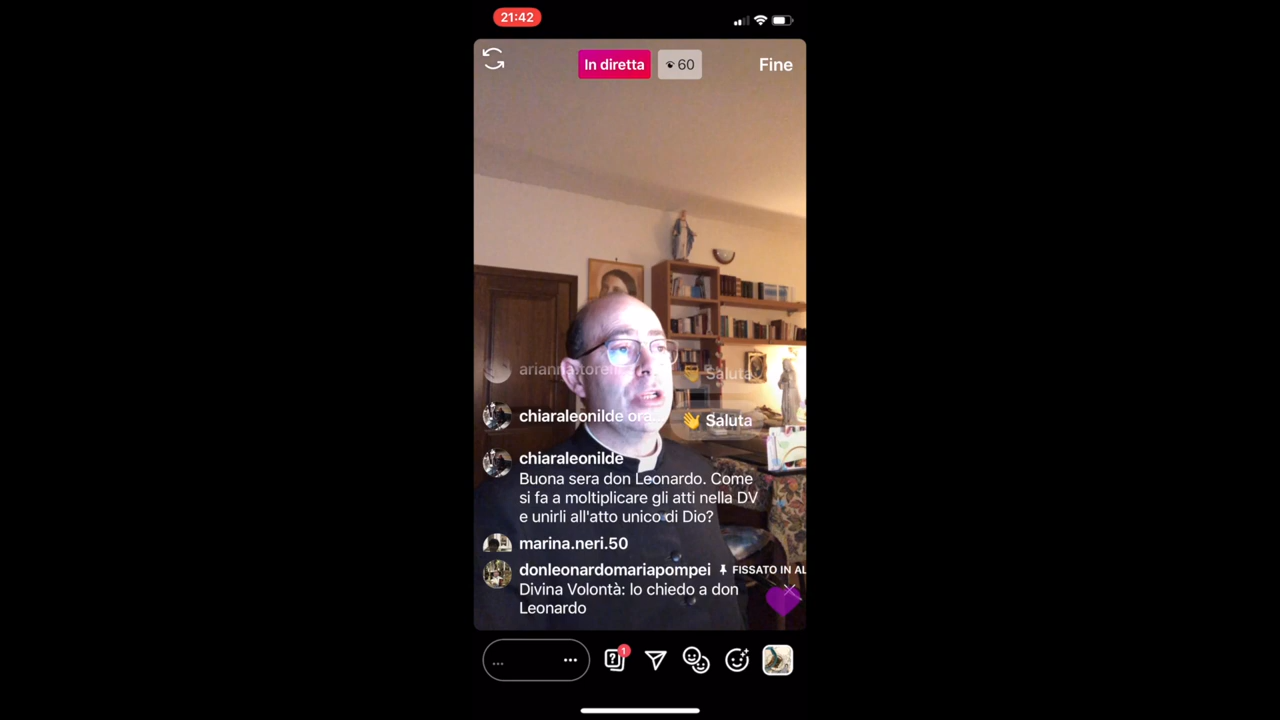 21:42
In diretta
60
Fine
Saluta
chiaraleonilde ora
Saluta
chiaraleonilde
Buona sera don Leonardo. Come
si fa a moltiplicare gli atti nella DV
e unirli all'atto unico di Dio?
marina.neri.50
donleonardomariapompei FISSATO IN AL
Divina Volontà: lo chiedo a don
Leonardo
...
1